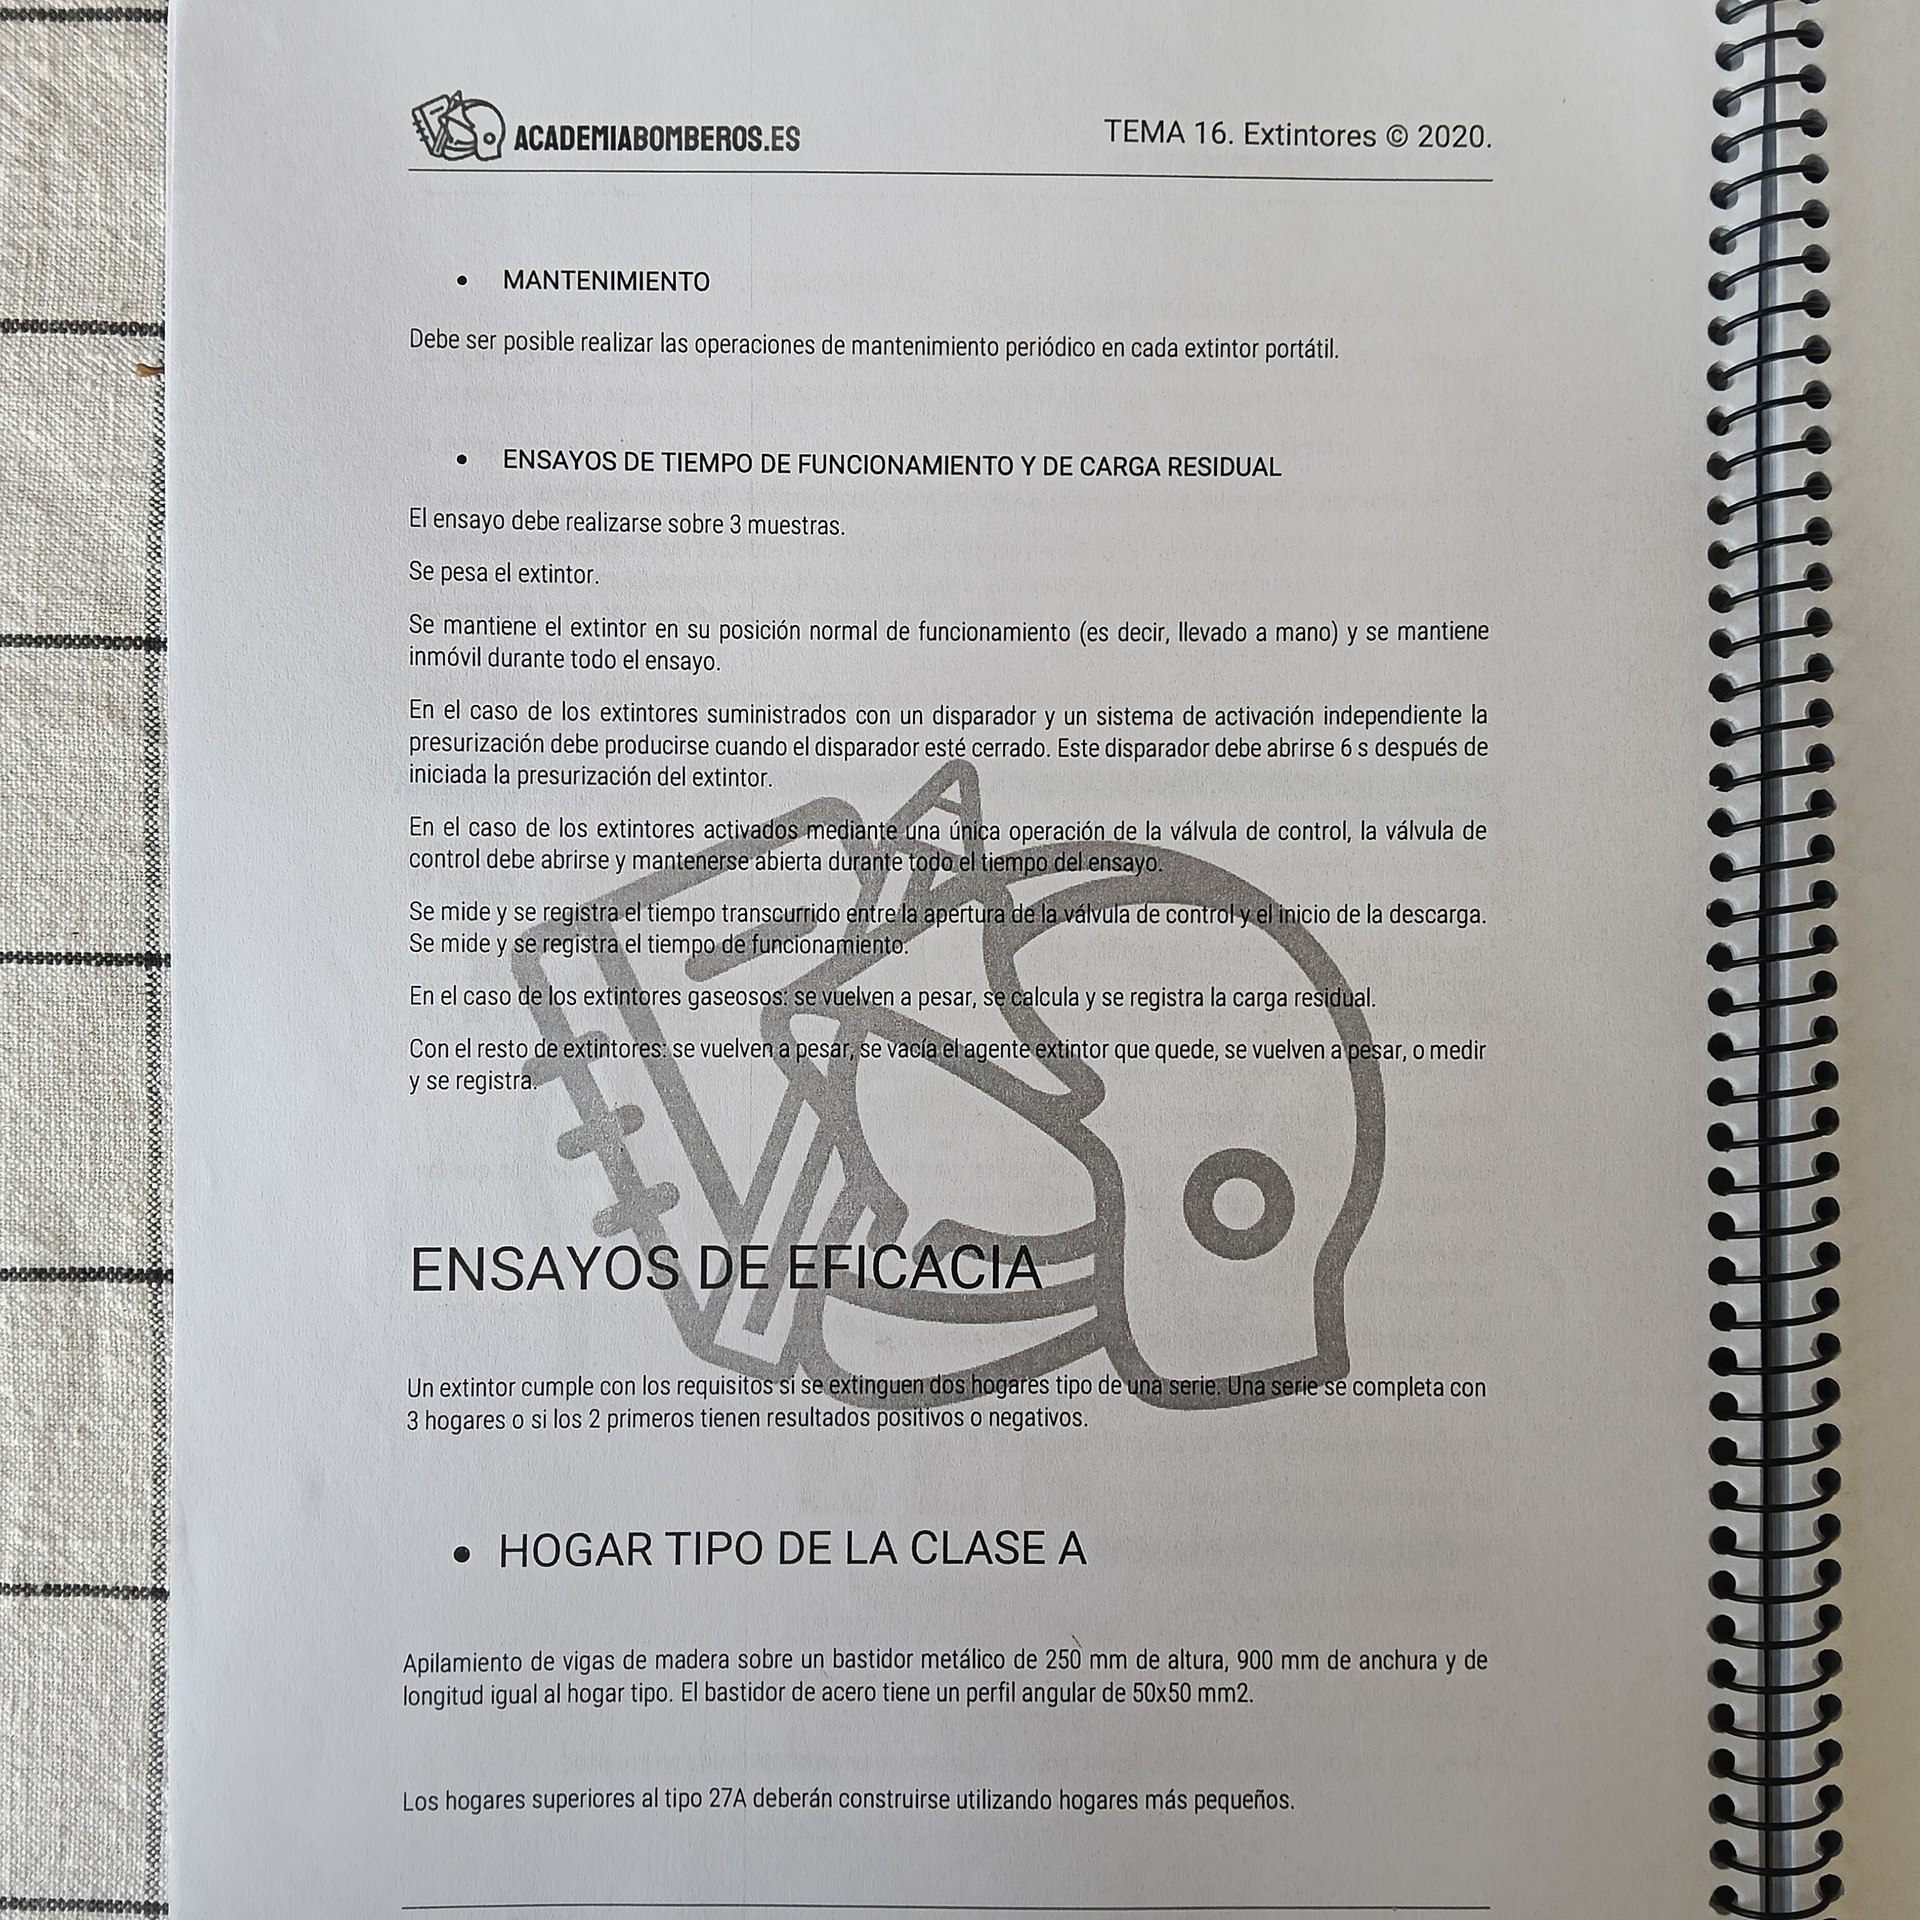 ACADEMIABOMBEROS.ES
TEMA 16. Extintores © 2020.
• MANTENIMIENTO
Debe ser posible realizar las operaciones de mantenimiento periódico en cada extintor portátil.
• ENSAYOS DE TIEMPO DE FUNCIONAMIENTO Y DE CARGA RESIDUAL
El ensayo debe realizarse sobre 3 muestras.
Se pesa el extintor.
Se mantiene el extintor en su posición normal de funcionamiento (es decir, llevado a mano) y se mantiene
inmóvil durante todo el ensayo.
En el caso de los extintores suministrados con un disparador y un sistema de activación independiente la
presurización debe producirse cuando el disparador esté cerrado. Este disparador debe abrirse 6 s después de
iniciada la presurización del extintor.
En el caso de los extintores activados mediante una única operación de la válvula de control, la válvula de
control debe abrirse y mantenerse abierta durante todo el tiempo del ensayo.
Se mide y se registra el tiempo transcurrido entre la apertura de la válvula de control y el inicio de la descarga.
Se mide y se registra el tiempo de funcionamiento.
En el caso de los extintores gaseosos: se vuelven a pesar, se calcula y se registra la carga residual.
Con el resto de extintores: se vuelven a pesar, se vacía el agente extintor que quede, se vuelven a pesar, o medir
y se registra.
ENSAYOS DE EFICACIA
Un extintor cumple con los requisitos si se extinguen dos hogares tipo de una serie. Una serie se completa con
3 hogares o si los 2 primeros tienen resultados positivos o negativos.
• HOGAR TIPO DE LA CLASE A
Apilamiento de vigas de madera sobre un bastidor metálico de 250 mm de altura, 900 mm de anchura y de
longitud igual al hogar tipo. El bastidor de acero tiene un perfil angular de 50x50 mm2.
Los hogares superiores al tipo 27A deberán construirse utilizando hogares más pequeños.